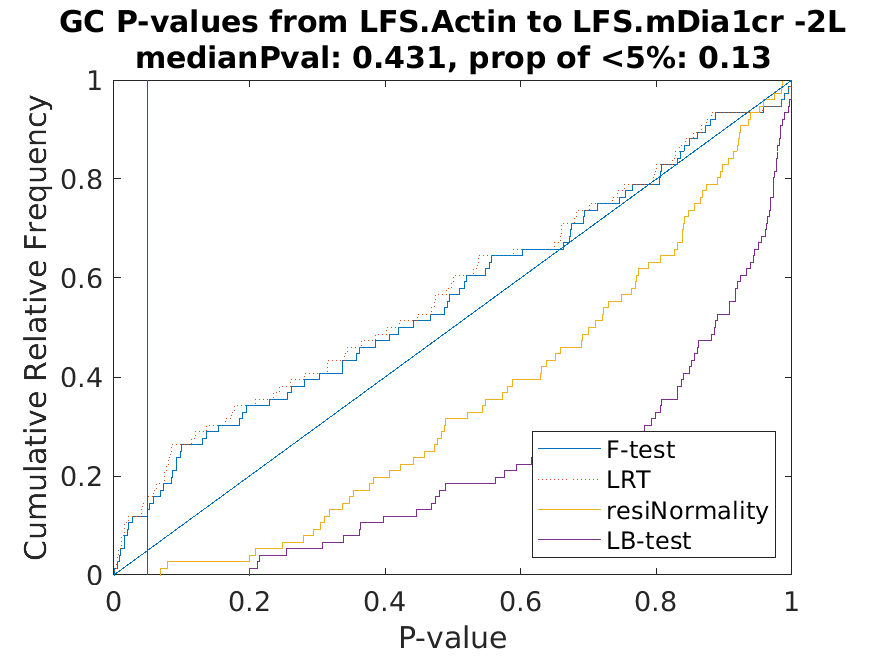 GC P-values from LFS.Actin to LFS.mDia1cr -2L
medianPval: 0.431, prop of <5%: 0.13
1
0.8
0.6
0.4
0.2
0
Cumulative Relative Frequency
F-test
LRT
resiNormality
LB-test
0 0.2 0.4 0.6 0.8 1
P-value